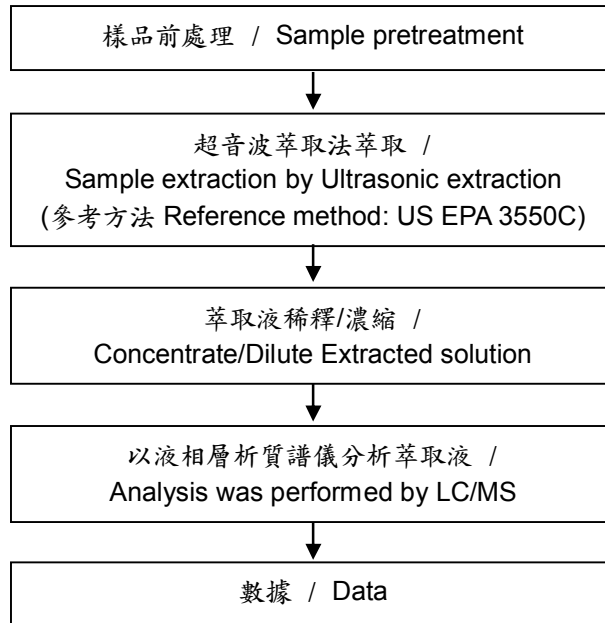 樣品前處理 / Sample pretreatment
超音波萃取法萃取 /
Sample extraction by Ultrasonic extraction
(參考方法 Reference method: US EPA 3550C)
萃取液稀釋/濃縮 /
Concentrate/Dilute Extracted solution
以液相層析質譜儀分析萃取液 /
Analysis was performed by LC/MS
數據 / Data